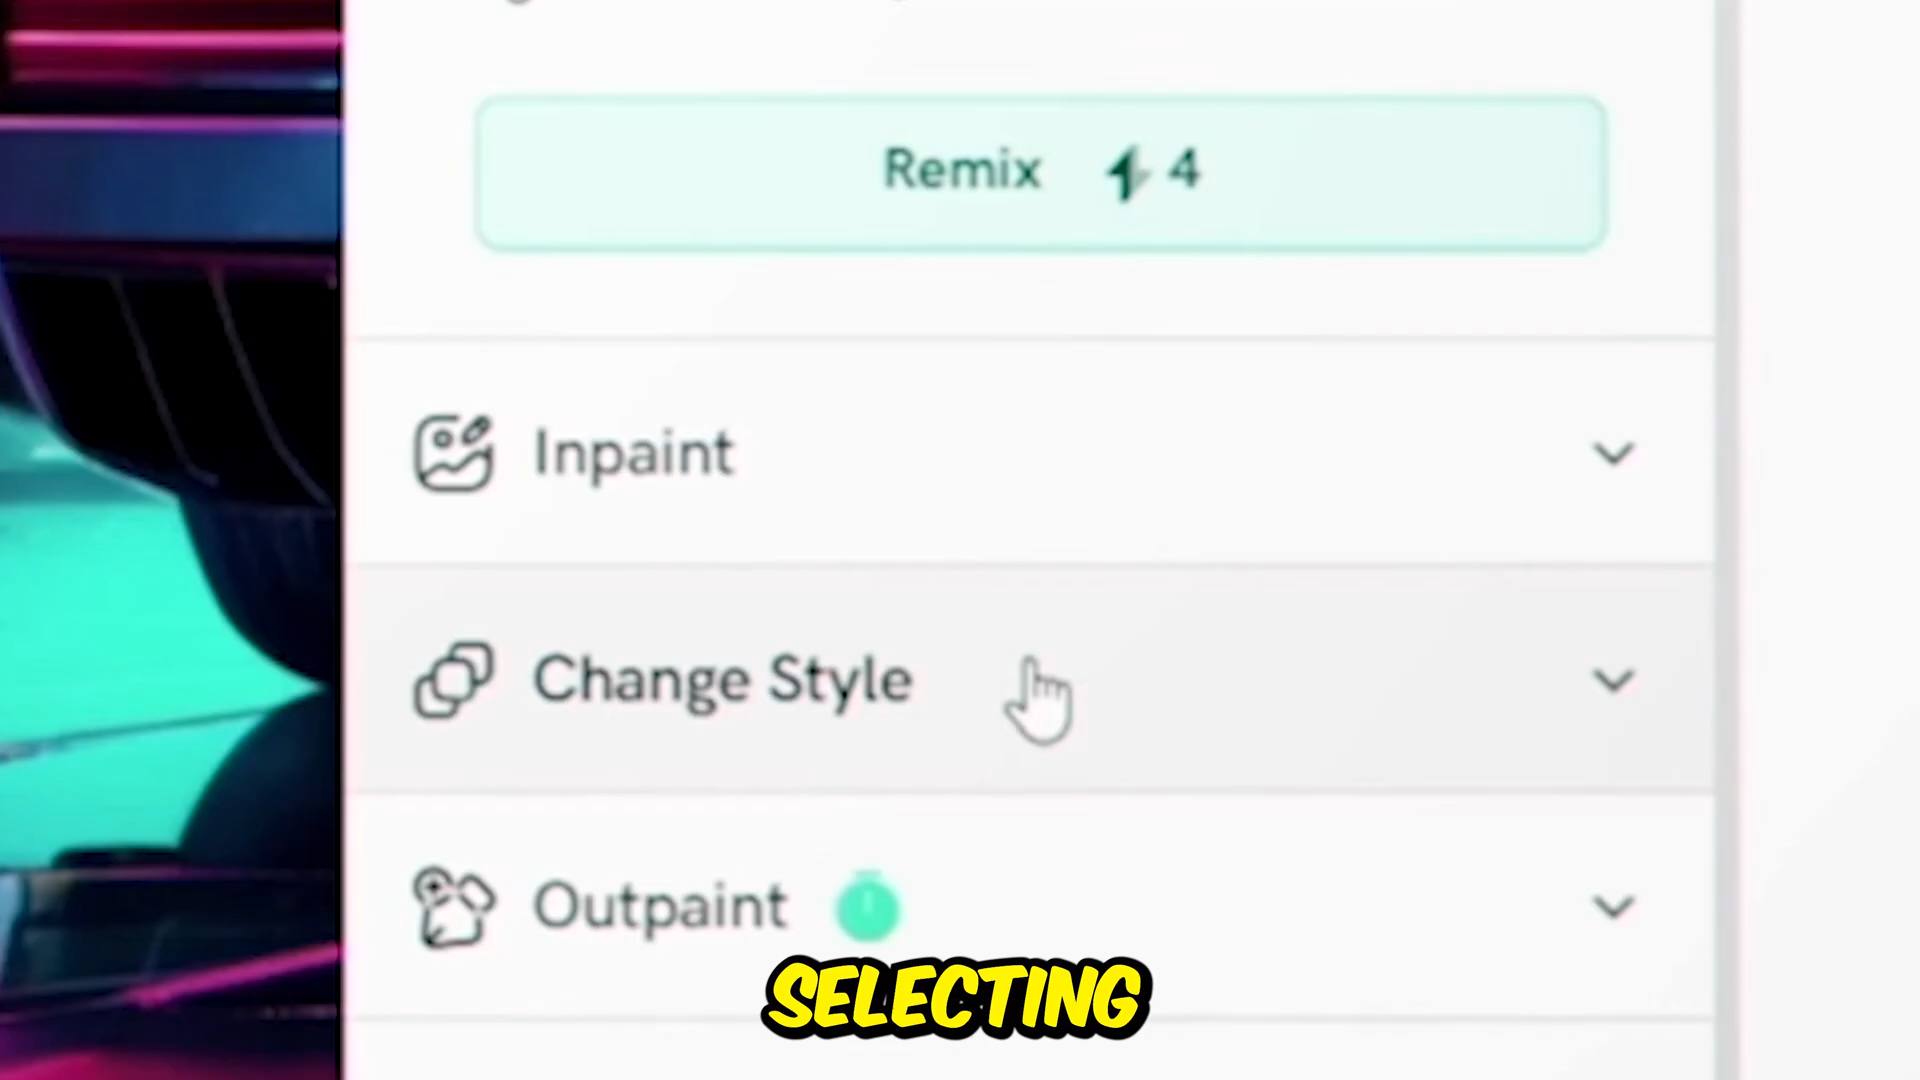 Remix 4
Inpaint
Change Style
Outpaint
SELECTING